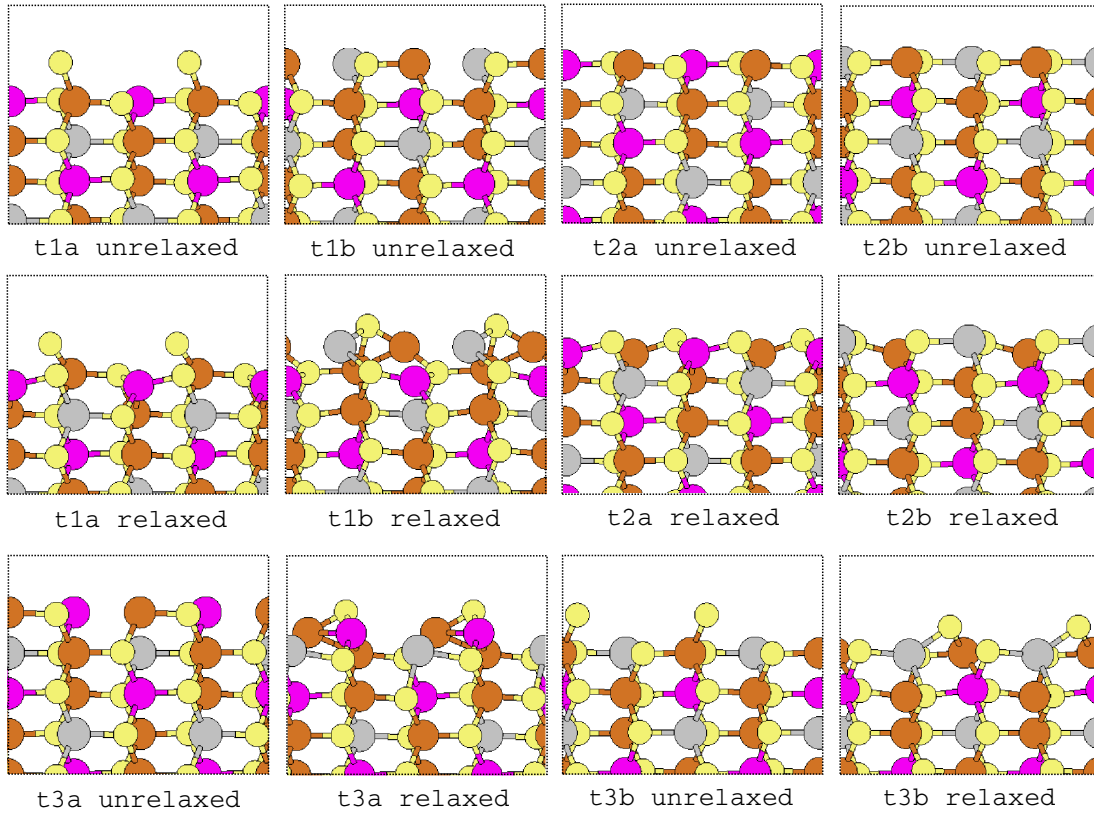 t1a unrelaxed
t1b unrelaxed
t2a unrelaxed
t2b unrelaxed
t1a relaxed
t1b relaxed
t2a relaxed
t2b relaxed
t3a unrelaxed
t3a relaxed
t3b unrelaxed
t3b relaxed